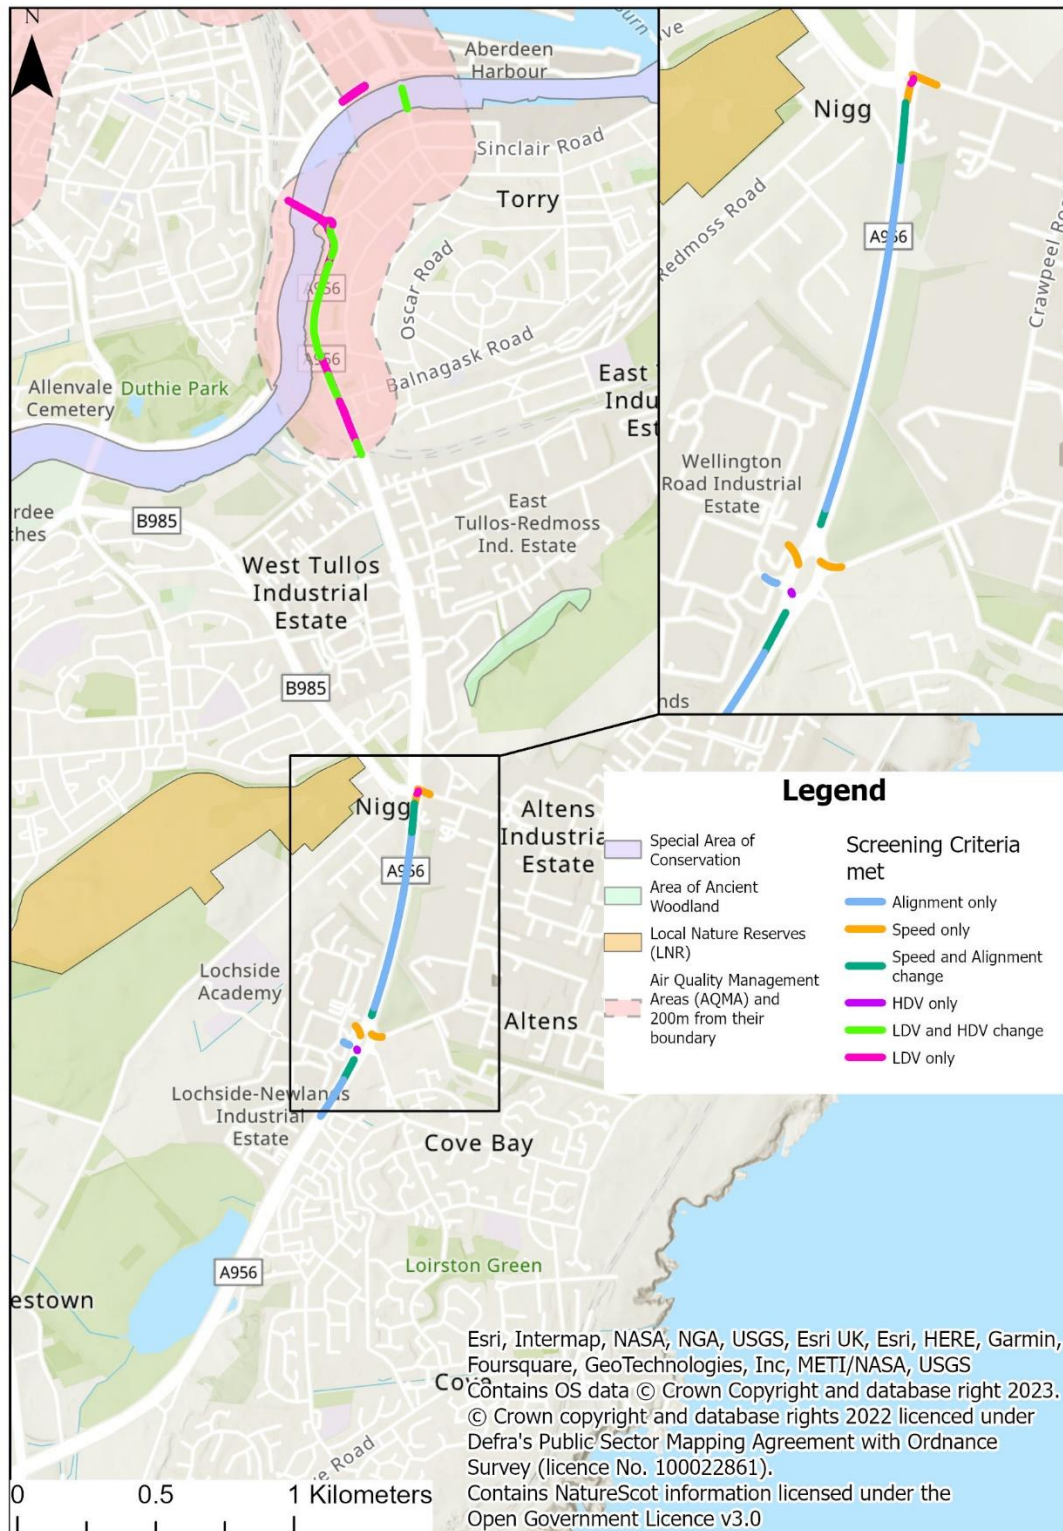 N
Aberdeen
Harbour
Sinclair Road
Torry
A956
Oscar Road
A956
Balnagask Road
Allenvale
Cemetery
Duthie Park
B985
East
Tullos-Redmoss
Ind. Estate
West Tullos
Industrial
Estate
B985
Nigg
Altens
Industria
Estate
A956
Lochside
Academy
Altens
Lochside-Newlands
Industrial
Estate
Cove Bay
A956
Loirston Green
estown
Cove
Road
Nigg
Redmoss Road
A956
Crawpeel Roa
Wellington
Road Industrial
Estate
nds
Legend
Special Area of
Conservation
Area of Ancient
Woodland
Local Nature Reserves
(LNR)
Air Quality Management
Areas (AQMA) and
200m from their
boundary
Screening Criteria
met
Alignment only
Speed only
Speed and Alignment
change
HDV only
LDV and HDV change
LDV only
Esri, Intermap, NASA, NGA, USGS, Esri UK, Esri, HERE, Garmin,
Foursquare, GeoTechnologies, Inc, METI/NASA, USGS
Contains OS data © Crown Copyright and database right 2023.
© Crown copyright and database rights 2022 licenced under
Defra's Public Sector Mapping Agreement with Ordnance
Survey (licence No. 100022861).
Contains NatureScot information licensed under the
Open Government Licence v3.0
0 0.5 1 Kilometers